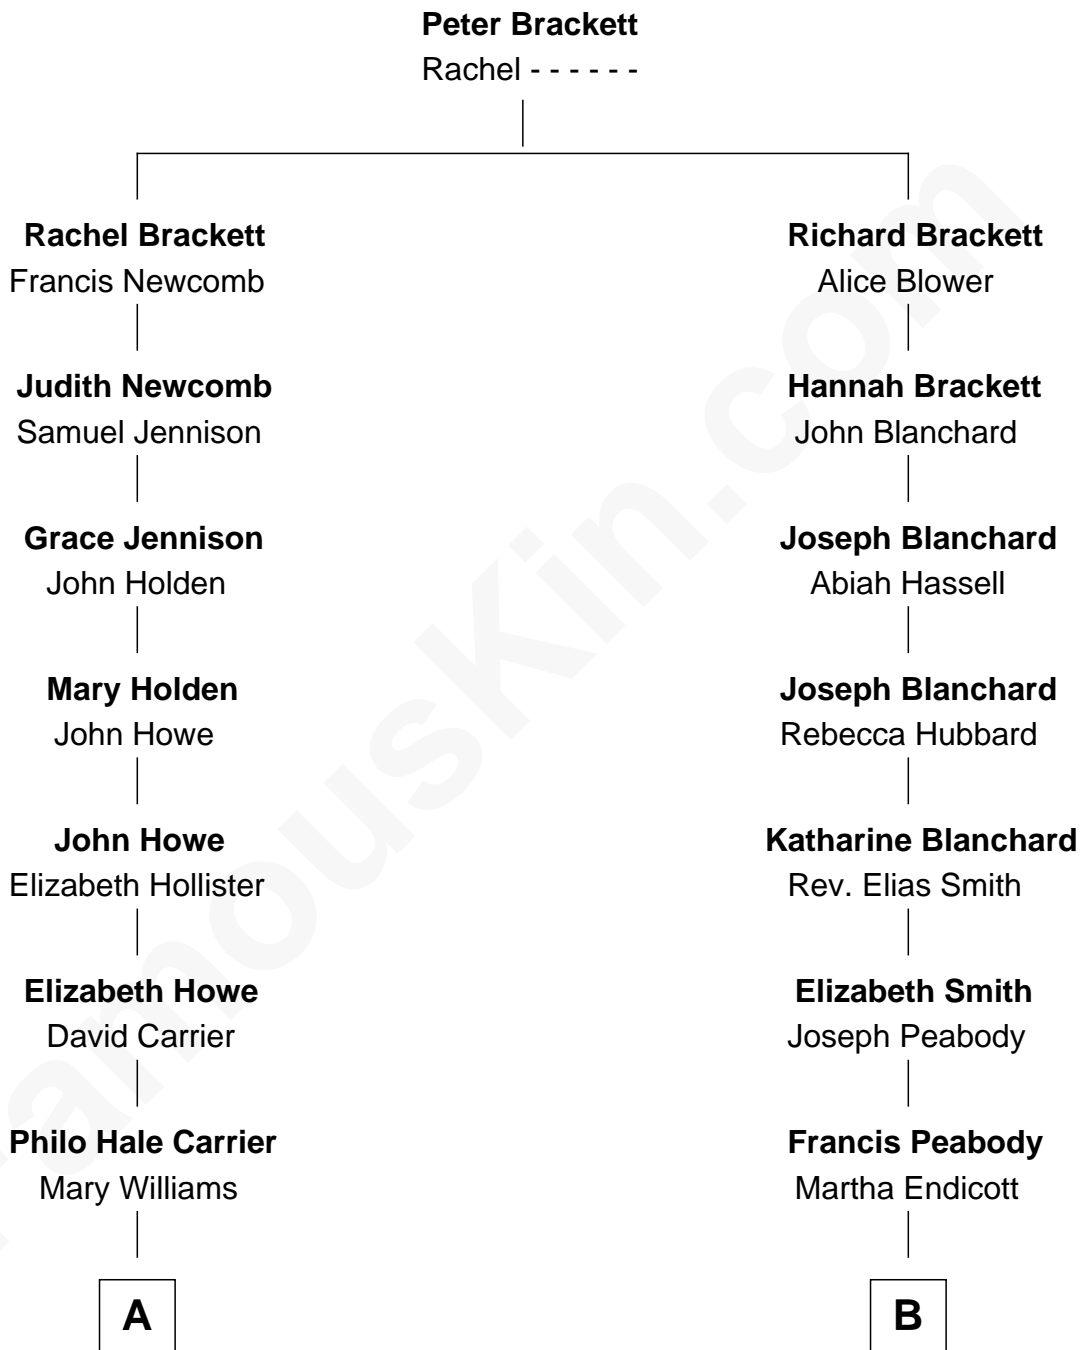 Peter Brackett
Rachel - - - - - -
Rachel Brackett
Francis Newcomb
Richard Brackett
Alice Blower
Judith Newcomb
Samuel Jennison
Hannah Brackett
John Blanchard
Grace Jennison
John Holden
Joseph Blanchard
Abiah Hassell
Mary Holden
John Howe
Joseph Blanchard
Rebecca Hubbard
John Howe
Elizabeth Hollister
Katharine Blanchard
Rev. Elias Smith
Elizabeth Howe
David Carrier
Elizabeth Smith
Joseph Peabody
Philo Hale Carrier
Mary Williams
Francis Peabody
Martha Endicott
A
B
FamousKin.com